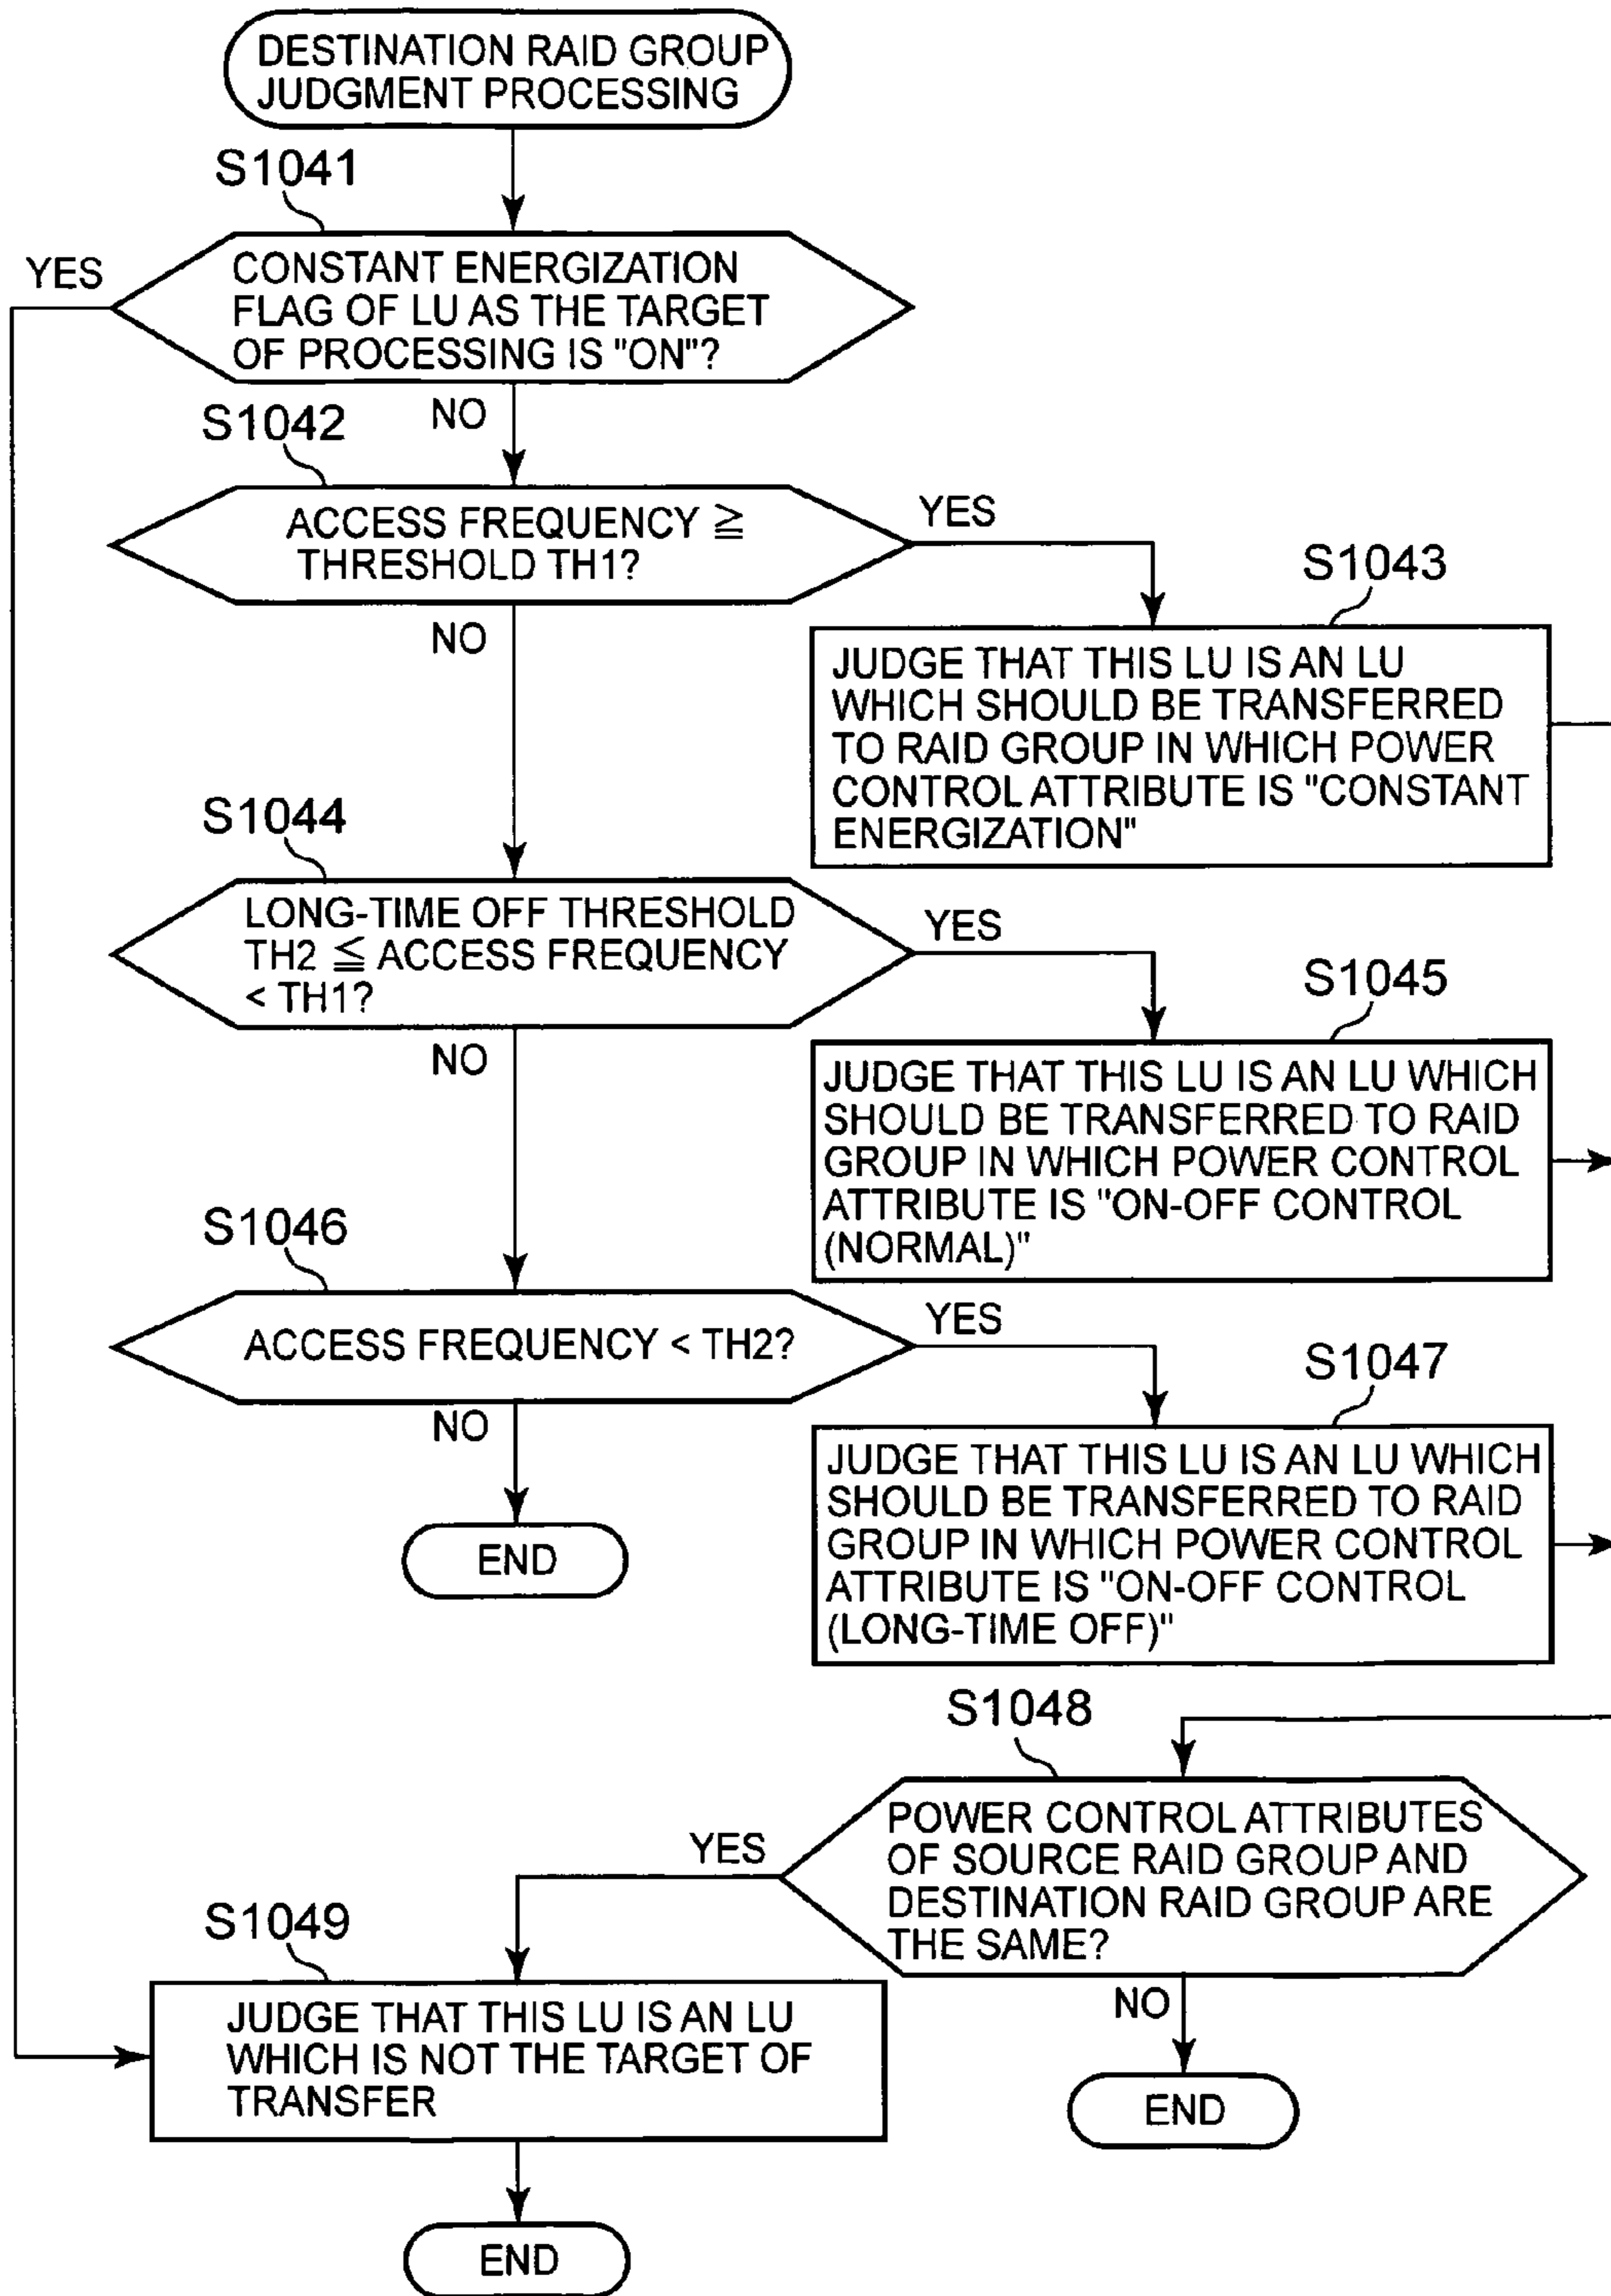 DESTINATION RAID GROUP
JUDGMENT PROCESSING
S1041
YES
CONSTANT ENERGIZATION
FLAG OF LU AS THE TARGET
OF PROCESSING IS "ON"?
NO
S1042
ACCESS FREQUENCY ≧
THRESHOLD TH1?
YES
NO
S1043
JUDGE THAT THIS LU IS AN LU
WHICH SHOULD BE TRANSFERRED
TO RAID GROUP IN WHICH POWER
CONTROL ATTRIBUTE IS "CONSTANT
ENERGIZATION"
S1044
LONG-TIME OFF THRESHOLD
TH2 ≦ ACCESS FREQUENCY
< TH1?
YES
NO
S1045
JUDGE THAT THIS LU IS AN LU WHICH
SHOULD BE TRANSFERRED TO RAID
GROUP IN WHICH POWER CONTROL
ATTRIBUTE IS "ON-OFF CONTROL
(NORMAL)"
S1046
ACCESS FREQUENCY < TH2?
YES
NO
END
S1047
JUDGE THAT THIS LU IS AN LU WHICH
SHOULD BE TRANSFERRED TO RAID
GROUP IN WHICH POWER CONTROL
ATTRIBUTE IS "ON-OFF CONTROL
(LONG-TIME OFF)"
S1048
POWER CONTROL ATTRIBUTES
OF SOURCE RAID GROUP AND
DESTINATION RAID GROUP ARE
THE SAME?
YES
NO
END
S1049
JUDGE THAT THIS LU IS AN LU
WHICH IS NOT THE TARGET OF
TRANSFER
END